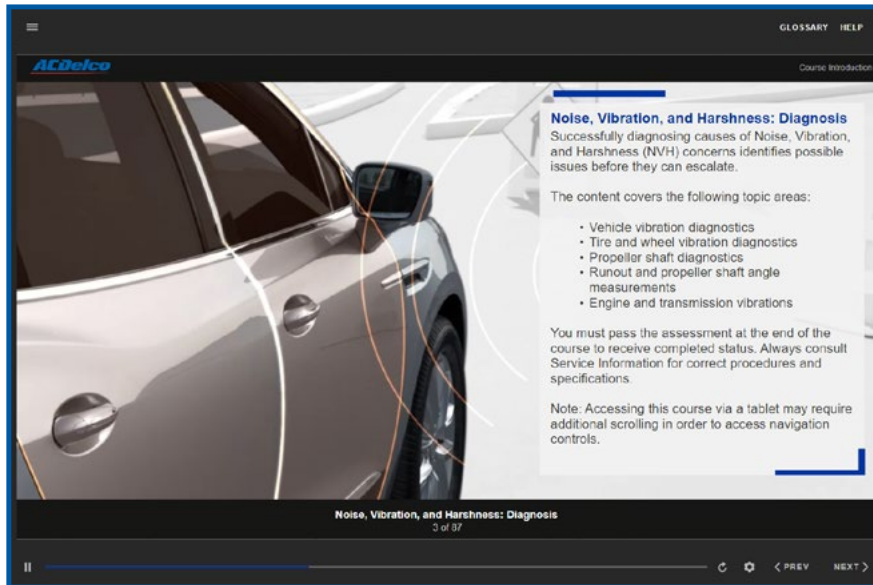 GLOSSARY HELP
ACDelco
Course Introduction
Noise, Vibration, and Harshness: Diagnosis
Successfully diagnosing causes of Noise, Vibration,
and Harshness (NVH) concerns identifies possible
issues before they can escalate.
The content covers the following topic areas:
• Vehicle vibration diagnostics
• Tire and wheel vibration diagnostics
• Propeller shaft diagnostics
• Runout and propeller shaft angle
measurements
• Engine and transmission vibrations
You must pass the assessment at the end of the
course to receive completed status. Always consult
Service Information for correct procedures and
specifications.
Note: Accessing this course via a tablet may require
additional scrolling in order to access navigation
controls.
Noise, Vibration, and Harshness: Diagnosis
3 of 87
< PREV NEXT >